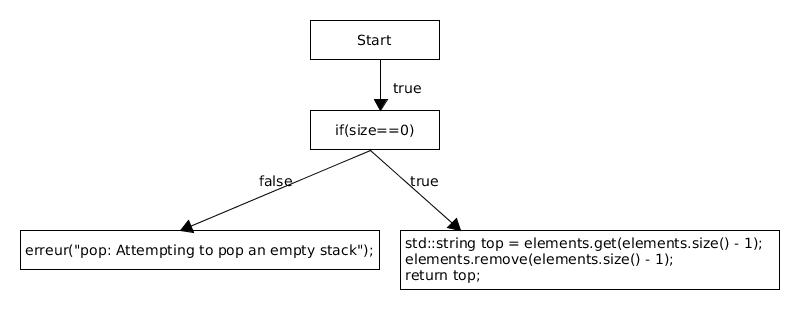 Start
true
if(size==0)
false
true
erreur("pop: Attempting to pop an empty stack");
std::string top = elements.get(elements.size() - 1);
elements.remove(elements.size() - 1);
return top;